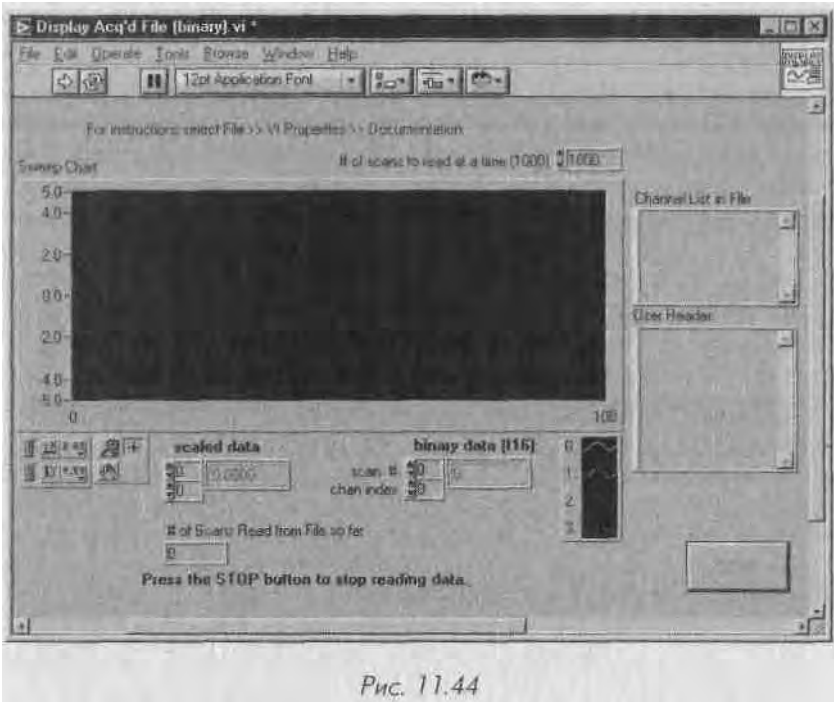 Display Acq'd File (binary).vi *
File Edit Operate Tools Browse Window Help
12pt Application Font
For instructions: select File >> VI Properties >> Documentation
# of scans to read at a time (1000) 1000
Sweep Chart
Channel List in File
5.0
4.0
2.0
0.0
2.0
4.0
5.0
0 100
User Header
scaled data
0 0.0000
0
binary data [I16]
scan # 0 0
chan index 0
0
1
2
3
# of Scans Read from File so far
0
Press the STOP button to stop reading data.
Рис. 11.44